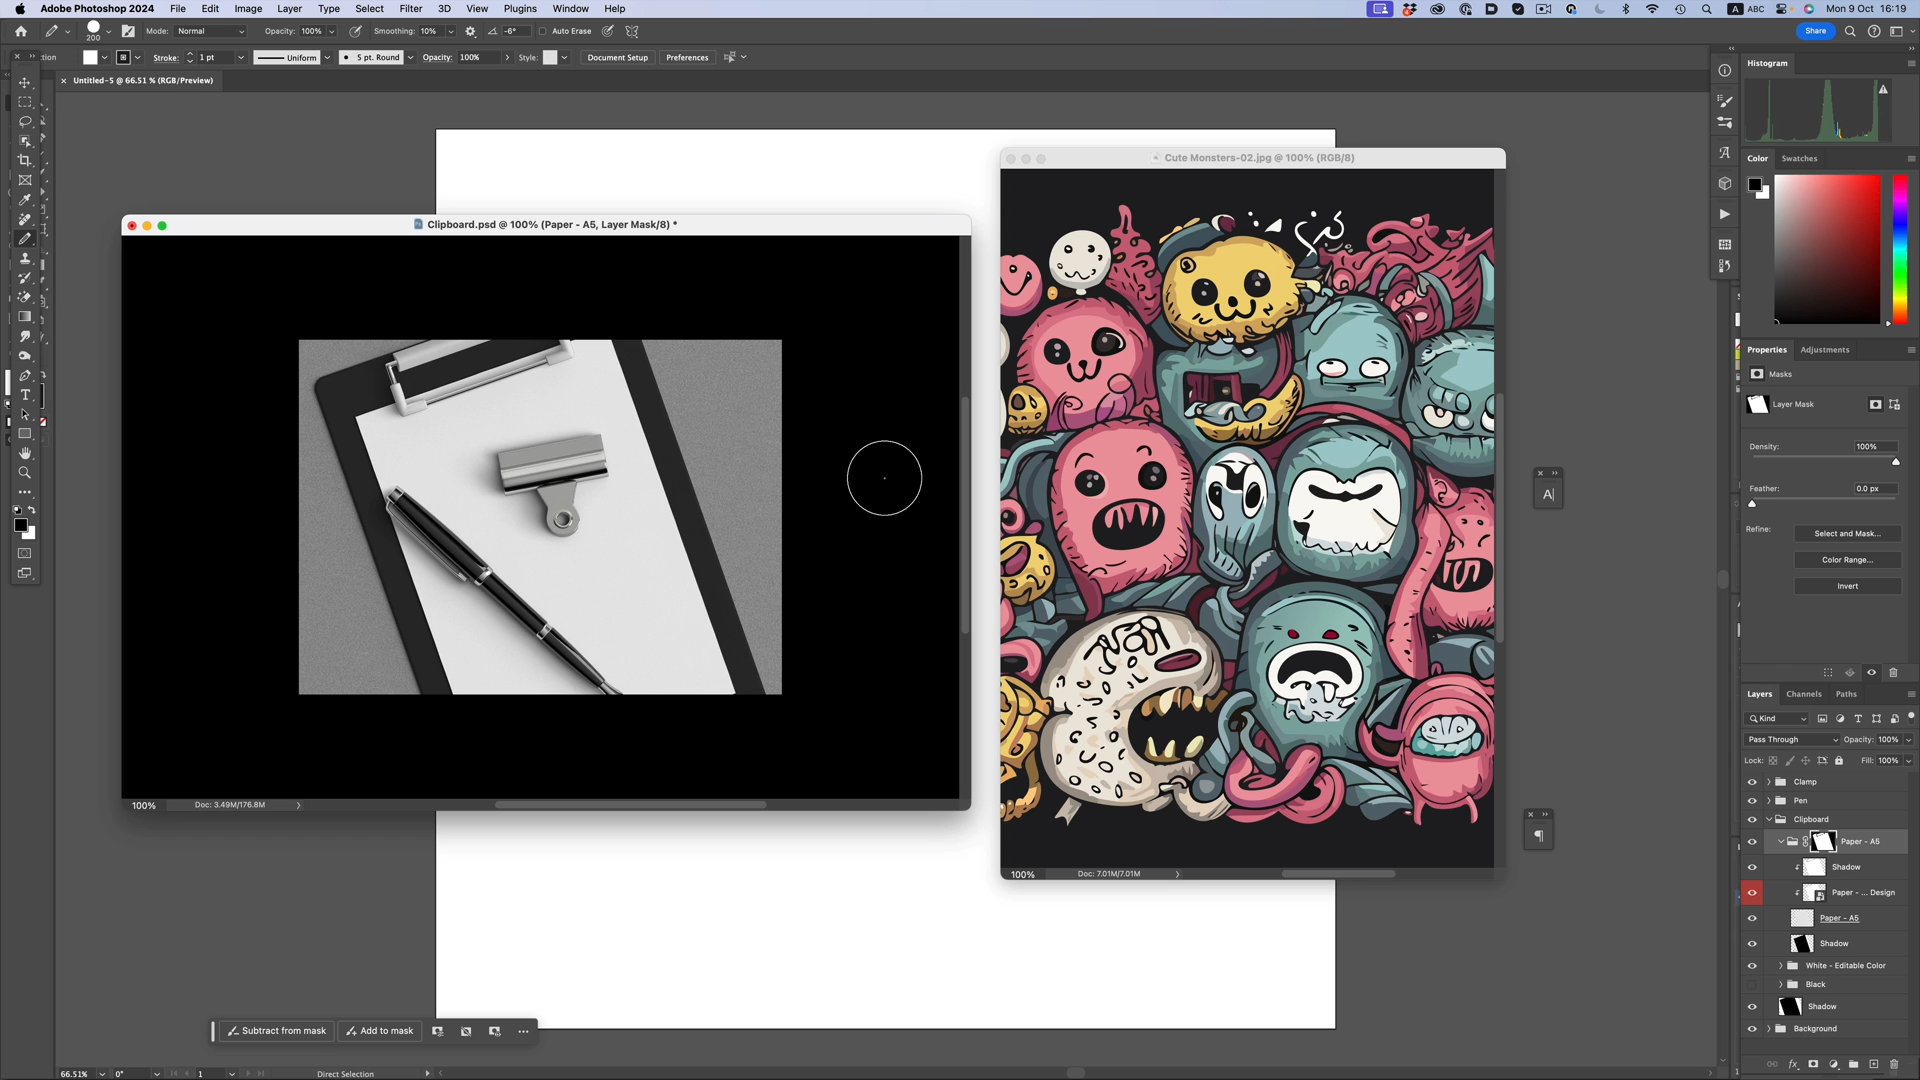 Adobe Photoshop 2024 File Edit Image Layer Type Select Filter 3D View Plugins Window Help
A ABC Mon 9 Oct 16:19
200 Mode: Normal Opacity: 100% Smoothing: 10% -6° Auto Erase
Share
ction Stroke: 1 pt Uniform 5 pt. Round Opacity: 100% Style: Document Setup Preferences
Untitled-5 @ 66.51 % (RGB/Preview)
Histogram
Cute Monsters-02.jpg @ 100% (RGB/8)
Color Swatches
Clipboard.psd @ 100% (Paper - A5, Layer Mask/8) *
Properties Adjustments
Masks
Layer Mask
Density: 100%
Feather: 0.0 px
Refine: Select and Mask...
Color Range...
Invert
Layers Channels Paths
Kind
Pass Through Opacity: 100%
Lock: Fill: 100%
Clamp
Pen
Clipboard
Paper - A5
Shadow
Paper - ... Design
Paper - A5
Shadow
White - Editable Color
Black
Shadow
Background
100% Doc: 3.49M/176.8M
100% Doc: 7.01M/7.01M
Subtract from mask Add to mask
66.51% 0° 1 Direct Selection